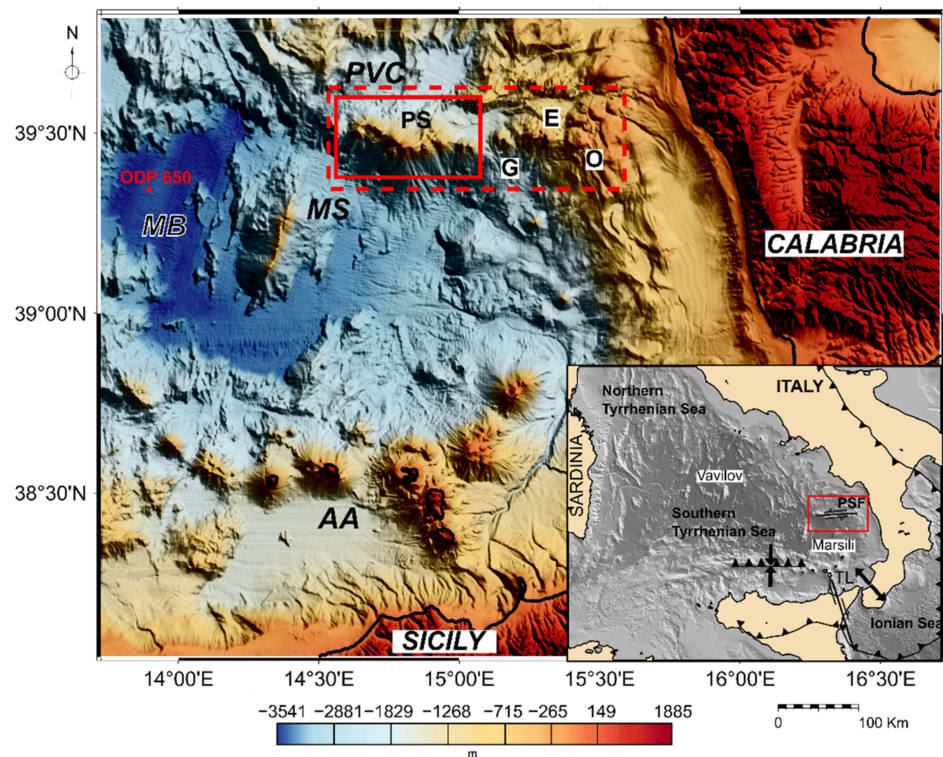 N
PVC
39°30'N
PS
E
O
G
ODP 650
MB
MS
CALABRIA
39°00'N
ITALY
Northern
Tyrrhenian Sea
SARDINIA
Vavilov
PSF
38°30'N
Southern
Tyrrhenian Sea
AA
Marsili
TL
Ionian Sea
SICILY
14°00'E 14°30'E 15°00'E 15°30'E 16°00'E 16°30'E
−3541 −2881 −1829 −1268 −715 −265 149 1885
m
0 100 Km